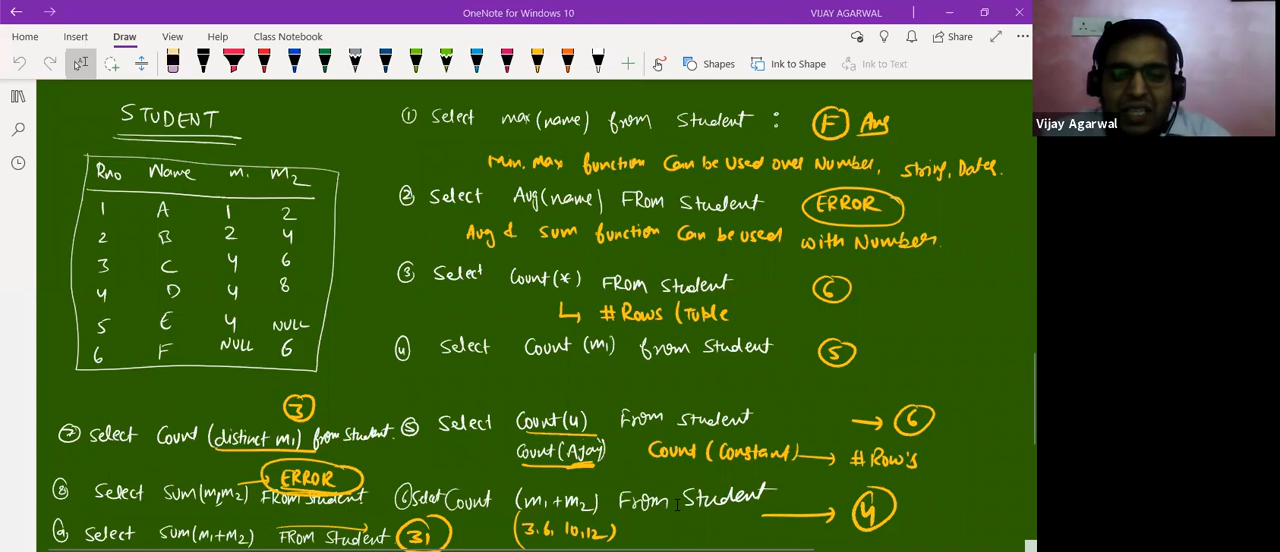 OneNote for Windows 10
VIJAY AGARWAL
Home Insert Draw View Help Class Notebook
Share
Shapes Ink to Shape Ink to Text
Vijay Agarwal
STUDENT
Rno Name m1 m2
1 A 1 2
2 B 2 4
3 C 4 6
4 D 4 8
5 E 4 NULL
6 F NULL 6
① Select max(name) from Student : F Ans
Min. Max function Can be Used over Number, String, Dates.
② Select Avg(name) FROM Student ERROR
Avg & Sum function Can be used with Number.
③ Select Count(*) FROM Student 6
↳ #Rows (Table
④ Select Count (m1) from Student 5
⑤ Select Count(4) From Student → 6
Count(Ajay) Count (Constant) → #Row's
⑥ Select Count (m1+m2) From Student → 4
(3, 6, 10, 12)
3
⑦ Select Count (distinct m1) from Student.
ERROR
⑧ Select Sum(m1,m2) FROM Student
⑨ Select Sum(m1+m2) FROM Student 31